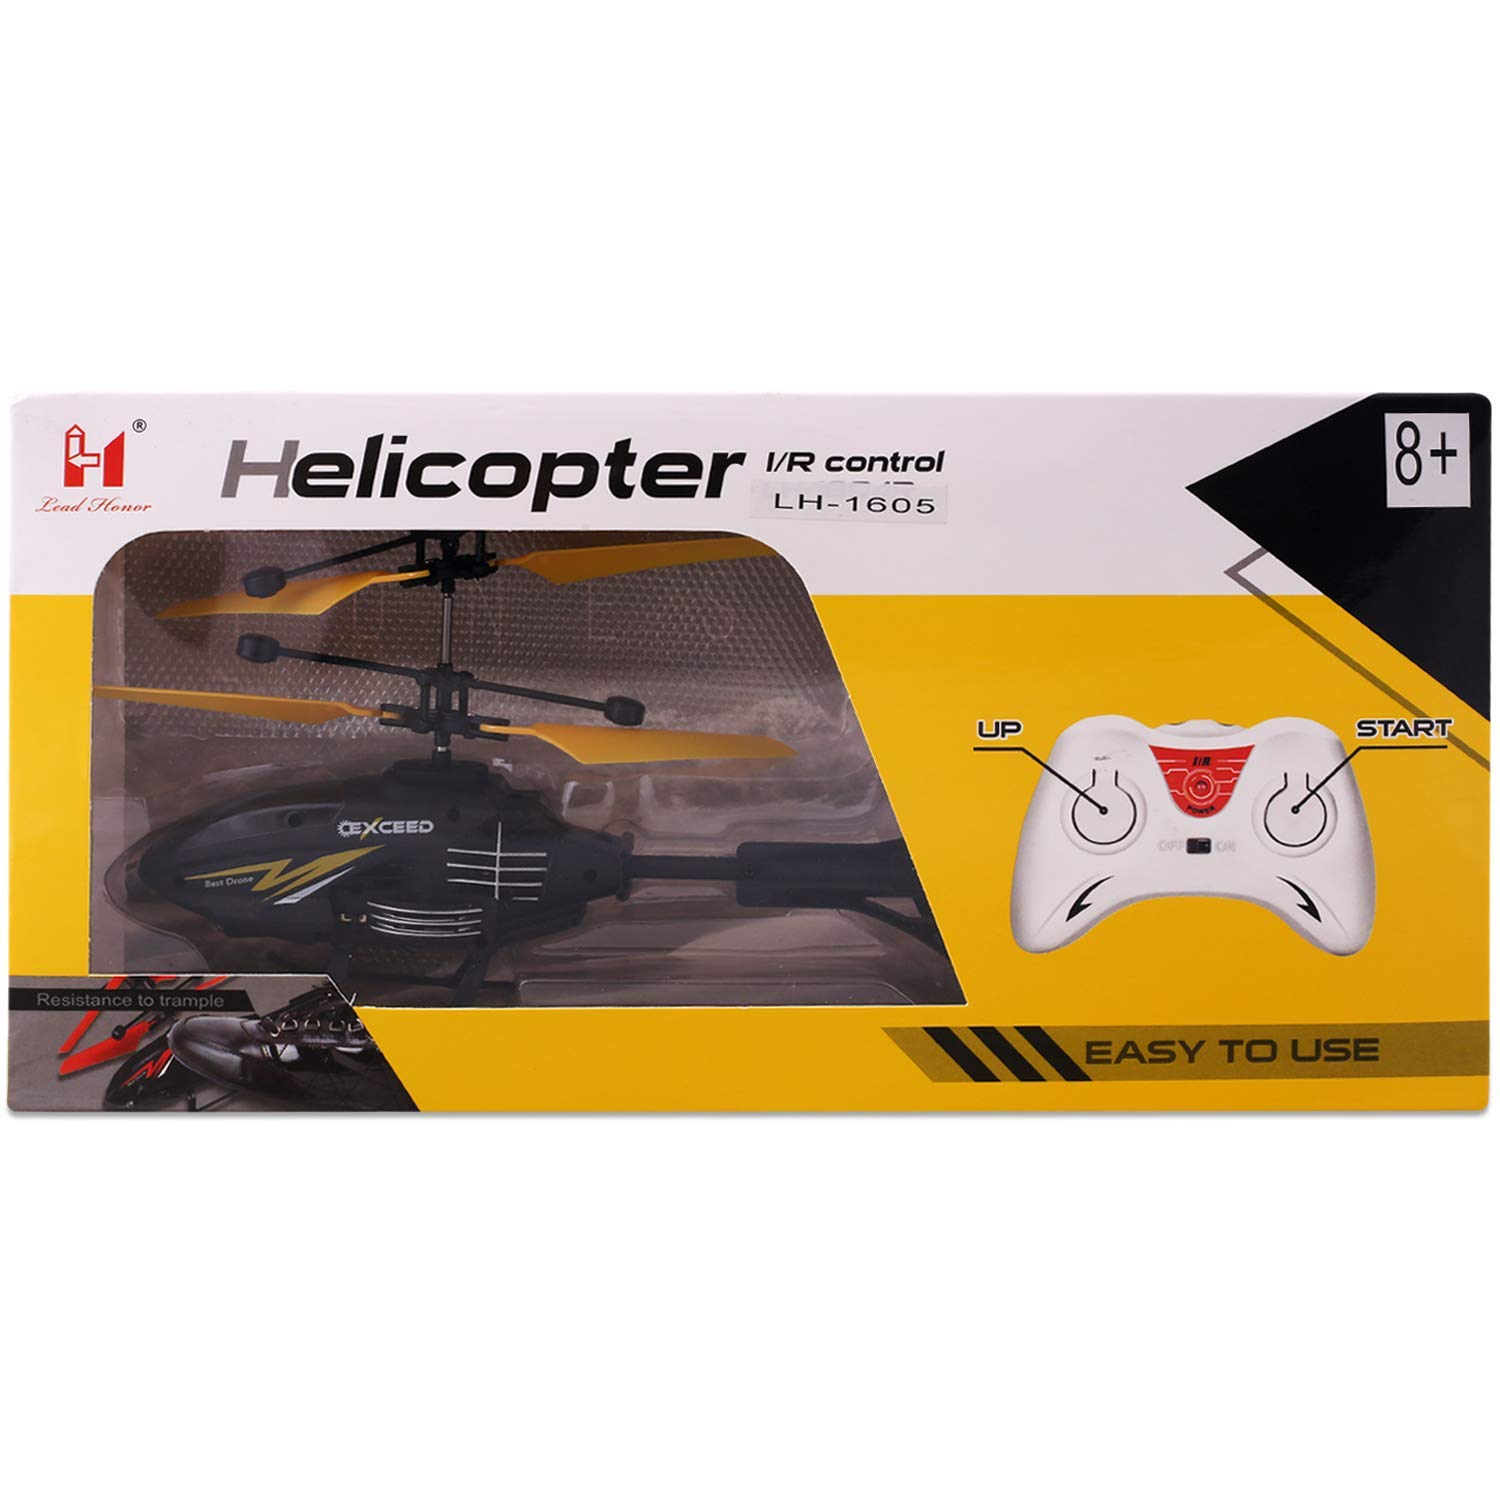 ®
Lead Honor
Helicopter I/R control
LH-1605
8+
UP
START
I/R
POWER
OFF ON
EXCEED
Best Drone
Resistance to trample
EASY TO USE